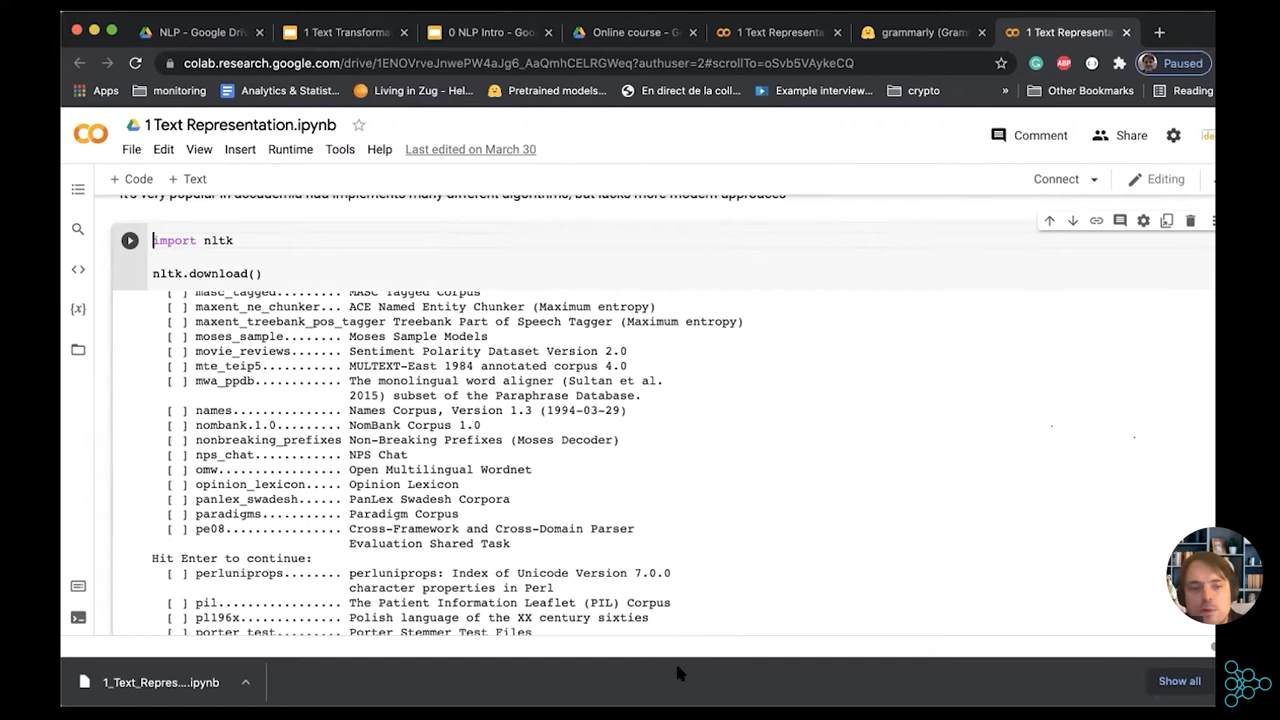 NLP - Google Dri
1 Text Transforma
0 NLP Intro - Goog
Online course - G
1 Text Representa
grammarly (Gram
1 Text Representa
colab.research.google.com/drive/1ENOVrveJnwePW4aJg6_AaQmhCELRGWeq?authuser=2#scrollTo=oSvb5VAykeCQ
Paused
Apps
monitoring
Analytics & Statist...
Living in Zug - Hel...
Pretrained models...
En direct de la coll...
Example interview...
crypto
»
Other Bookmarks
Reading
1 Text Representation.ipynb
File Edit View Insert Runtime Tools Help Last edited on March 30
Comment
Share
+ Code + Text
Connect
Editing
import nltk
nltk.download()
[ ] masc_tagged......... MASC Tagged Corpus
[ ] maxent_ne_chunker... ACE Named Entity Chunker (Maximum entropy)
[ ] maxent_treebank_pos_tagger Treebank Part of Speech Tagger (Maximum entropy)
[ ] moses_sample........ Moses Sample Models
[ ] movie_reviews....... Sentiment Polarity Dataset Version 2.0
[ ] mte_teip5........... MULTEXT-East 1984 annotated corpus 4.0
[ ] mwa_ppdb............ The monolingual word aligner (Sultan et al.
2015) subset of the Paraphrase Database.
[ ] names............... Names Corpus, Version 1.3 (1994-03-29)
[ ] nombank.1.0......... NomBank Corpus 1.0
[ ] nonbreaking_prefixes Non-Breaking Prefixes (Moses Decoder)
[ ] nps_chat............ NPS Chat
[ ] omw................. Open Multilingual Wordnet
[ ] opinion_lexicon..... Opinion Lexicon
[ ] panlex_swadesh...... PanLex Swadesh Corpora
[ ] paradigms........... Paradigm Corpus
[ ] pe08................ Cross-Framework and Cross-Domain Parser
Evaluation Shared Task
Hit Enter to continue:
[ ] perluniprops........ perluniprops: Index of Unicode Version 7.0.0
character properties in Perl
[ ] pil................. The Patient Information Leaflet (PIL) Corpus
[ ] pl196x.............. Polish language of the XX century sixties
[ ] porter_test......... Porter Stemmer Test Files
1_Text_Repres....ipynb
Show all